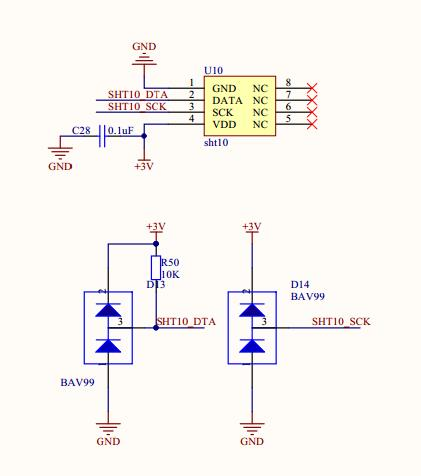 GND
U10
1 GND NC 8
SHT10_DTA 2 DATA NC 7
SHT10_SCK 3 SCK NC 6
4 VDD NC 5
C28 0.1uF
sht10
GND
+3V
+3V +3V
R50
10K
D13
D14
BAV99
2 2
3 SHT10_DTA
3 SHT10_SCK
1 1
BAV99
GND GND